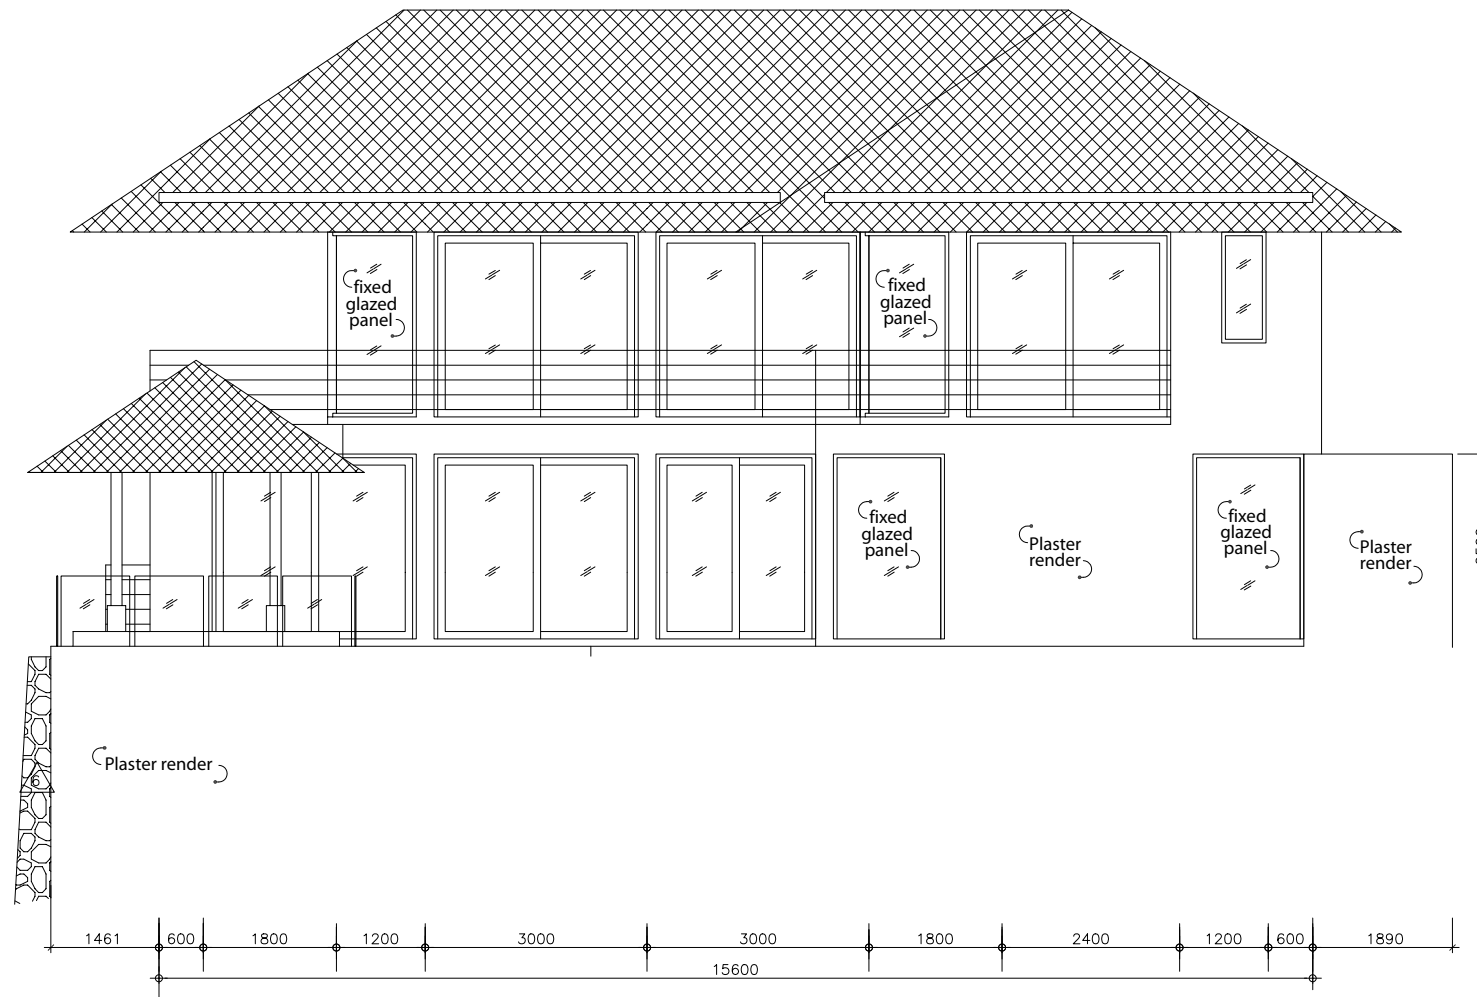 fixed
glazed
panel
fixed
glazed
panel
fixed
glazed
panel
Plaster
render
fixed
glazed
panel
Plaster
render
Plaster render
6
1461
600
1800
1200
3000
3000
1800
2400
1200
600
1890
15600